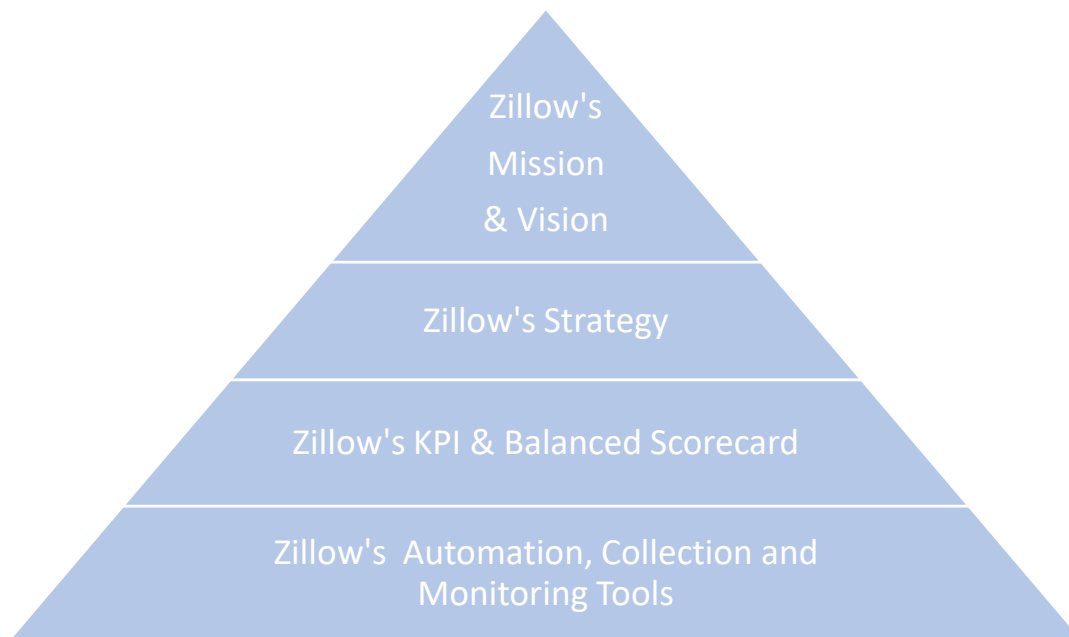 Zillow's
Mission
& Vision
Zillow's Strategy
Zillow's KPI & Balanced Scorecard
Zillow's  Automation, Collection and
Monitoring Tools